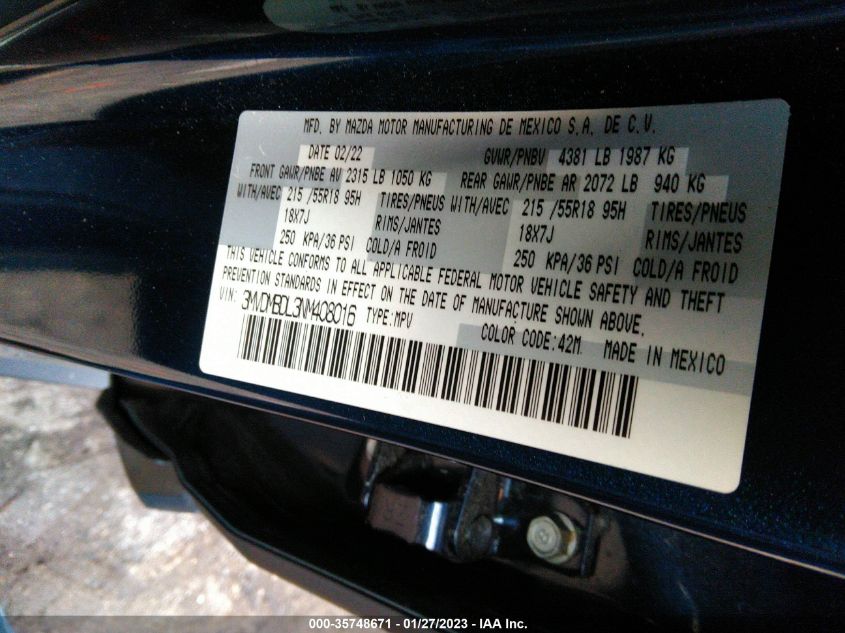 MFD. BY MAZDA MOTOR MANUFACTURING DE MEXICO S.A. DE C.V.
DATE 02/22 GVWR/PNBV 4381 LB 1987 KG
FRONT GAWR/PNBE AV 2315 LB 1050 KG REAR GAWR/PNBE AR 2072 LB 940 KG
WITH/AVEC 215 /55R18 95H TIRES/PNEUS WITH/AVEC 215 /55R18 95H TIRES/PNEUS
18X7J RIMS/JANTES 18X7J RIMS/JANTES
250 KPA/36 PSI COLD/A FROID 250 KPA/36 PSI COLD/A FROID
THIS VEHICLE CONFORMS TO ALL APPLICABLE FEDERAL MOTOR VEHICLE SAFETY AND THEFT
PREVENTION STANDARDS IN EFFECT ON THE DATE OF MANUFACTURE SHOWN ABOVE.
VIN: 3MVDMBDL3NM408016 TYPE:MPV
COLOR CODE:42M MADE IN MEXICO
000-35748671 - 01/27/2023 - IAA Inc.